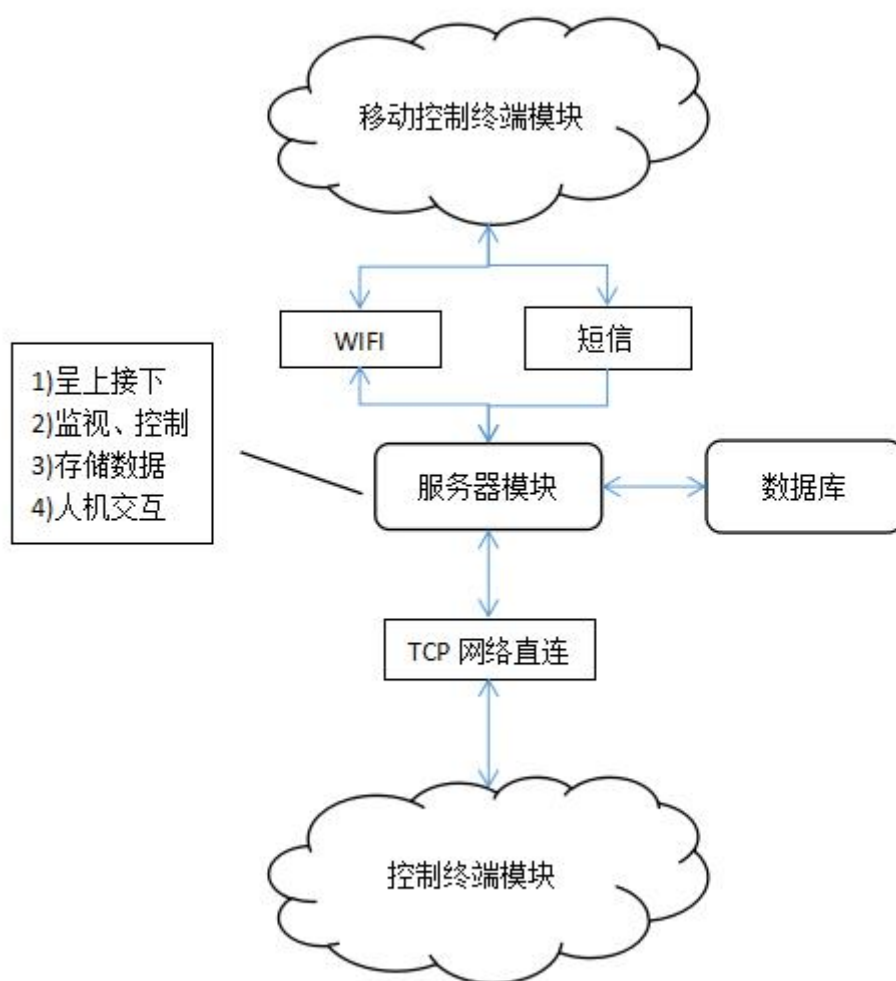 移动控制终端模块
WIFI
短信
1)呈上接下
2)监视、控制
3)存储数据
4)人机交互
服务器模块
数据库
TCP 网络直连
控制终端模块